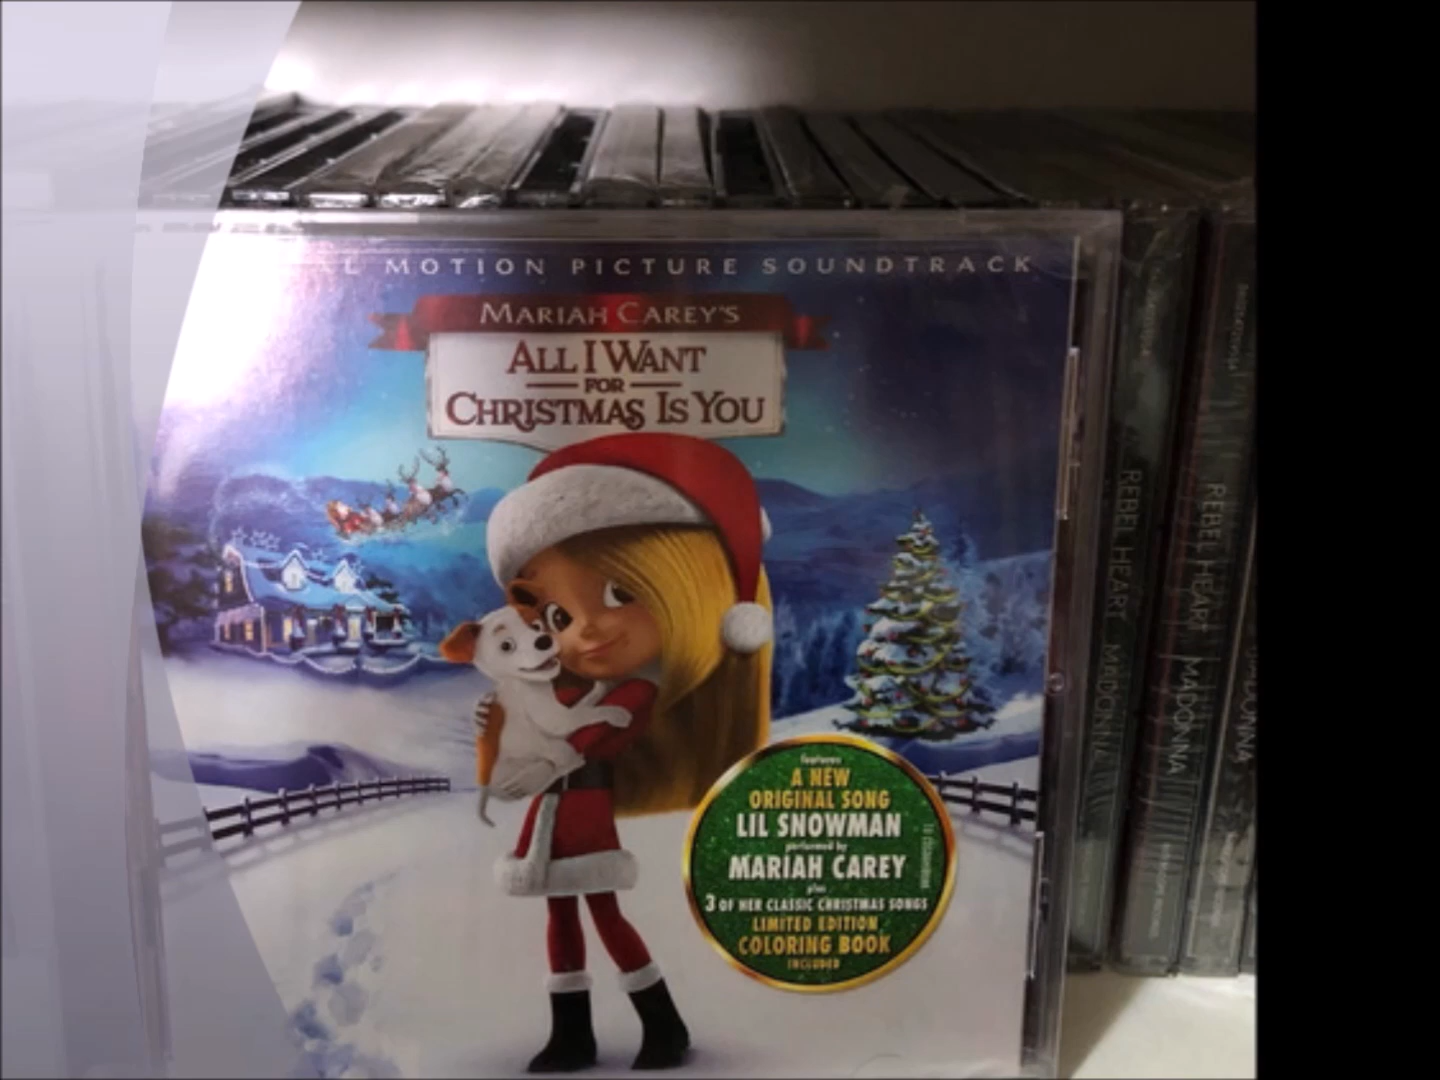 L MOTION PICTURE SOUNDTRACK
MARIAH CAREY'S
ALL I WANT
FOR
CHRISTMAS IS YOU
features
A NEW
ORIGINAL SONG
LIL SNOWMAN
performed by
MARIAH CAREY
plus
3 OF HER CLASSIC CHRISTMAS SONGS
LIMITED EDITION
COLORING BOOK
INCLUDED
REBEL HEART MADONNA
REBEL HEART MADONNA
MADONNA